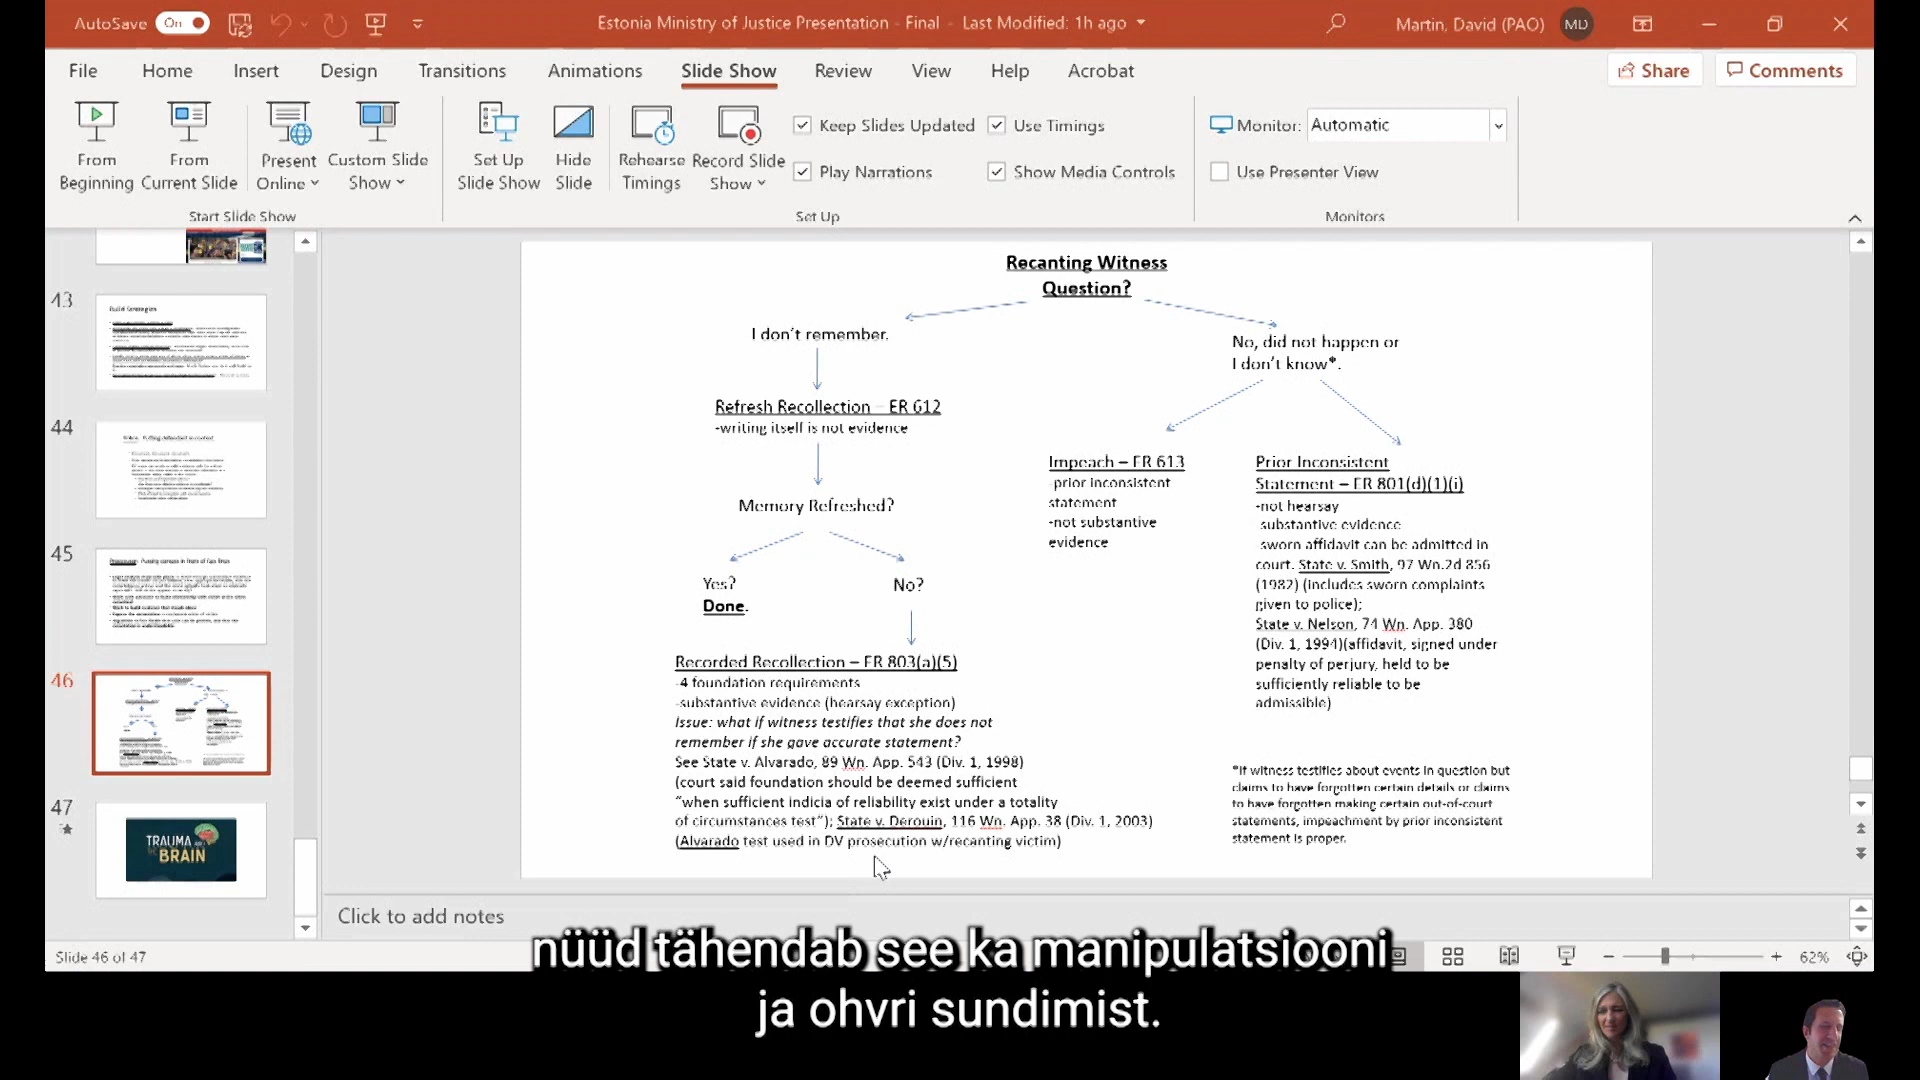 AutoSave On
Estonia Ministry of Justice Presentation - Final - Last Modified: 1h ago
Martin, David (PAO) MD
File Home Insert Design Transitions Animations Slide Show Review View Help Acrobat
Share Comments
From Beginning
From Current Slide
Present Online
Custom Slide Show
Start Slide Show
Set Up Slide Show
Hide Slide
Rehearse Timings
Record Slide Show
Keep Slides Updated
Play Narrations
Use Timings
Show Media Controls
Set Up
Monitor: Automatic
Use Presenter View
Monitors
43
44
45
46
47
TRAUMA
BRAIN
Recanting Witness
Question?
I don't remember.
Refresh Recollection – ER 612
-writing itself is not evidence
Memory Refreshed?
Yes?
Done.
No?
Recorded Recollection – ER 803(a)(5)
-4 foundation requirements
-substantive evidence (hearsay exception)
Issue: what if witness testifies that she does not
remember if she gave accurate statement?
See State v. Alvarado, 89 Wn. App. 543 (Div. 1, 1998)
(court said foundation should be deemed sufficient
"when sufficient indicia of reliability exist under a totality
of circumstances test"); State v. Derouin, 116 Wn. App. 38 (Div. 1, 2003)
(Alvarado test used in DV prosecution w/recanting victim)
No, did not happen or
I don't know*.
Impeach – ER 613
-prior inconsistent
statement
-not substantive
evidence
Prior Inconsistent
Statement – ER 801(d)(1)(i)
-not hearsay
-substantive evidence
-sworn affidavit can be admitted in
court. State v. Smith, 97 Wn.2d 856
(1982) (includes sworn complaints
given to police);
State v. Nelson, 74 Wn. App. 380
(Div. 1, 1994)(affidavit, signed under
penalty of perjury, held to be
sufficiently reliable to be
admissible)
*If witness testifies about events in question but
claims to have forgotten certain details or claims
to have forgotten making certain out-of-court
statements, impeachment by prior inconsistent
statement is proper.
Click to add notes
Slide 46 of 47
62%
nüüd tähendab see ka manipulatsiooni
ja ohvri sundimist.